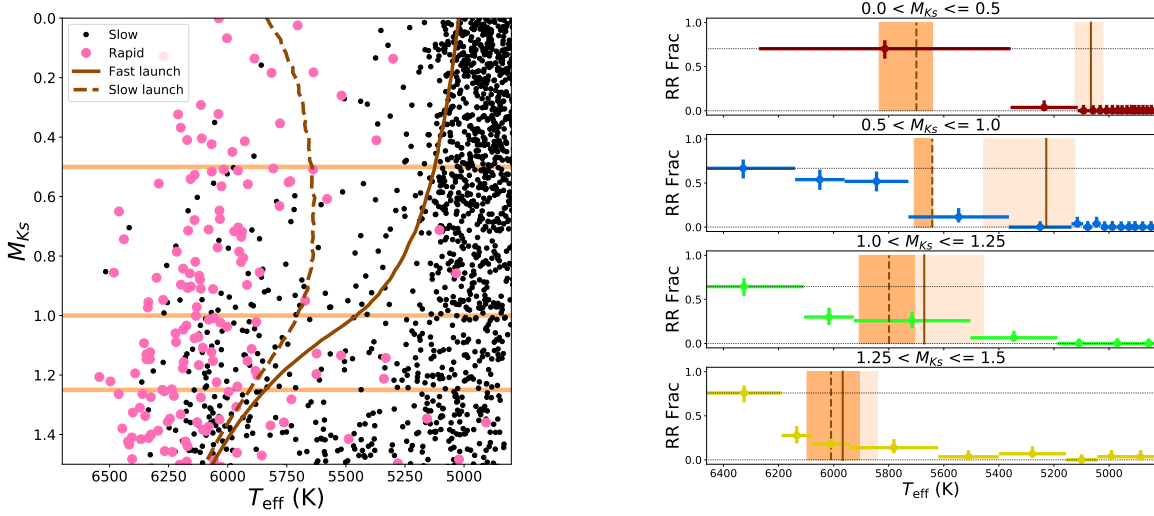 0.0
0.2
0.4
0.6
0.8
1.0
1.2
1.4
M_Ks
Slow
Rapid
Fast launch
Slow launch
6500 6250 6000 5750 5500 5250 5000
T_eff (K)
0.0 < M_Ks <= 0.5
1.0
0.0
RR Frac
0.5 < M_Ks <= 1.0
1.0
0.5
0.0
RR Frac
1.0 < M_Ks <= 1.25
1.0
0.5
0.0
RR Frac
1.25 < M_Ks <= 1.5
1.0
0.5
0.0
RR Frac
6400 6200 6000 5800 5600 5400 5200 5000
T_eff (K)